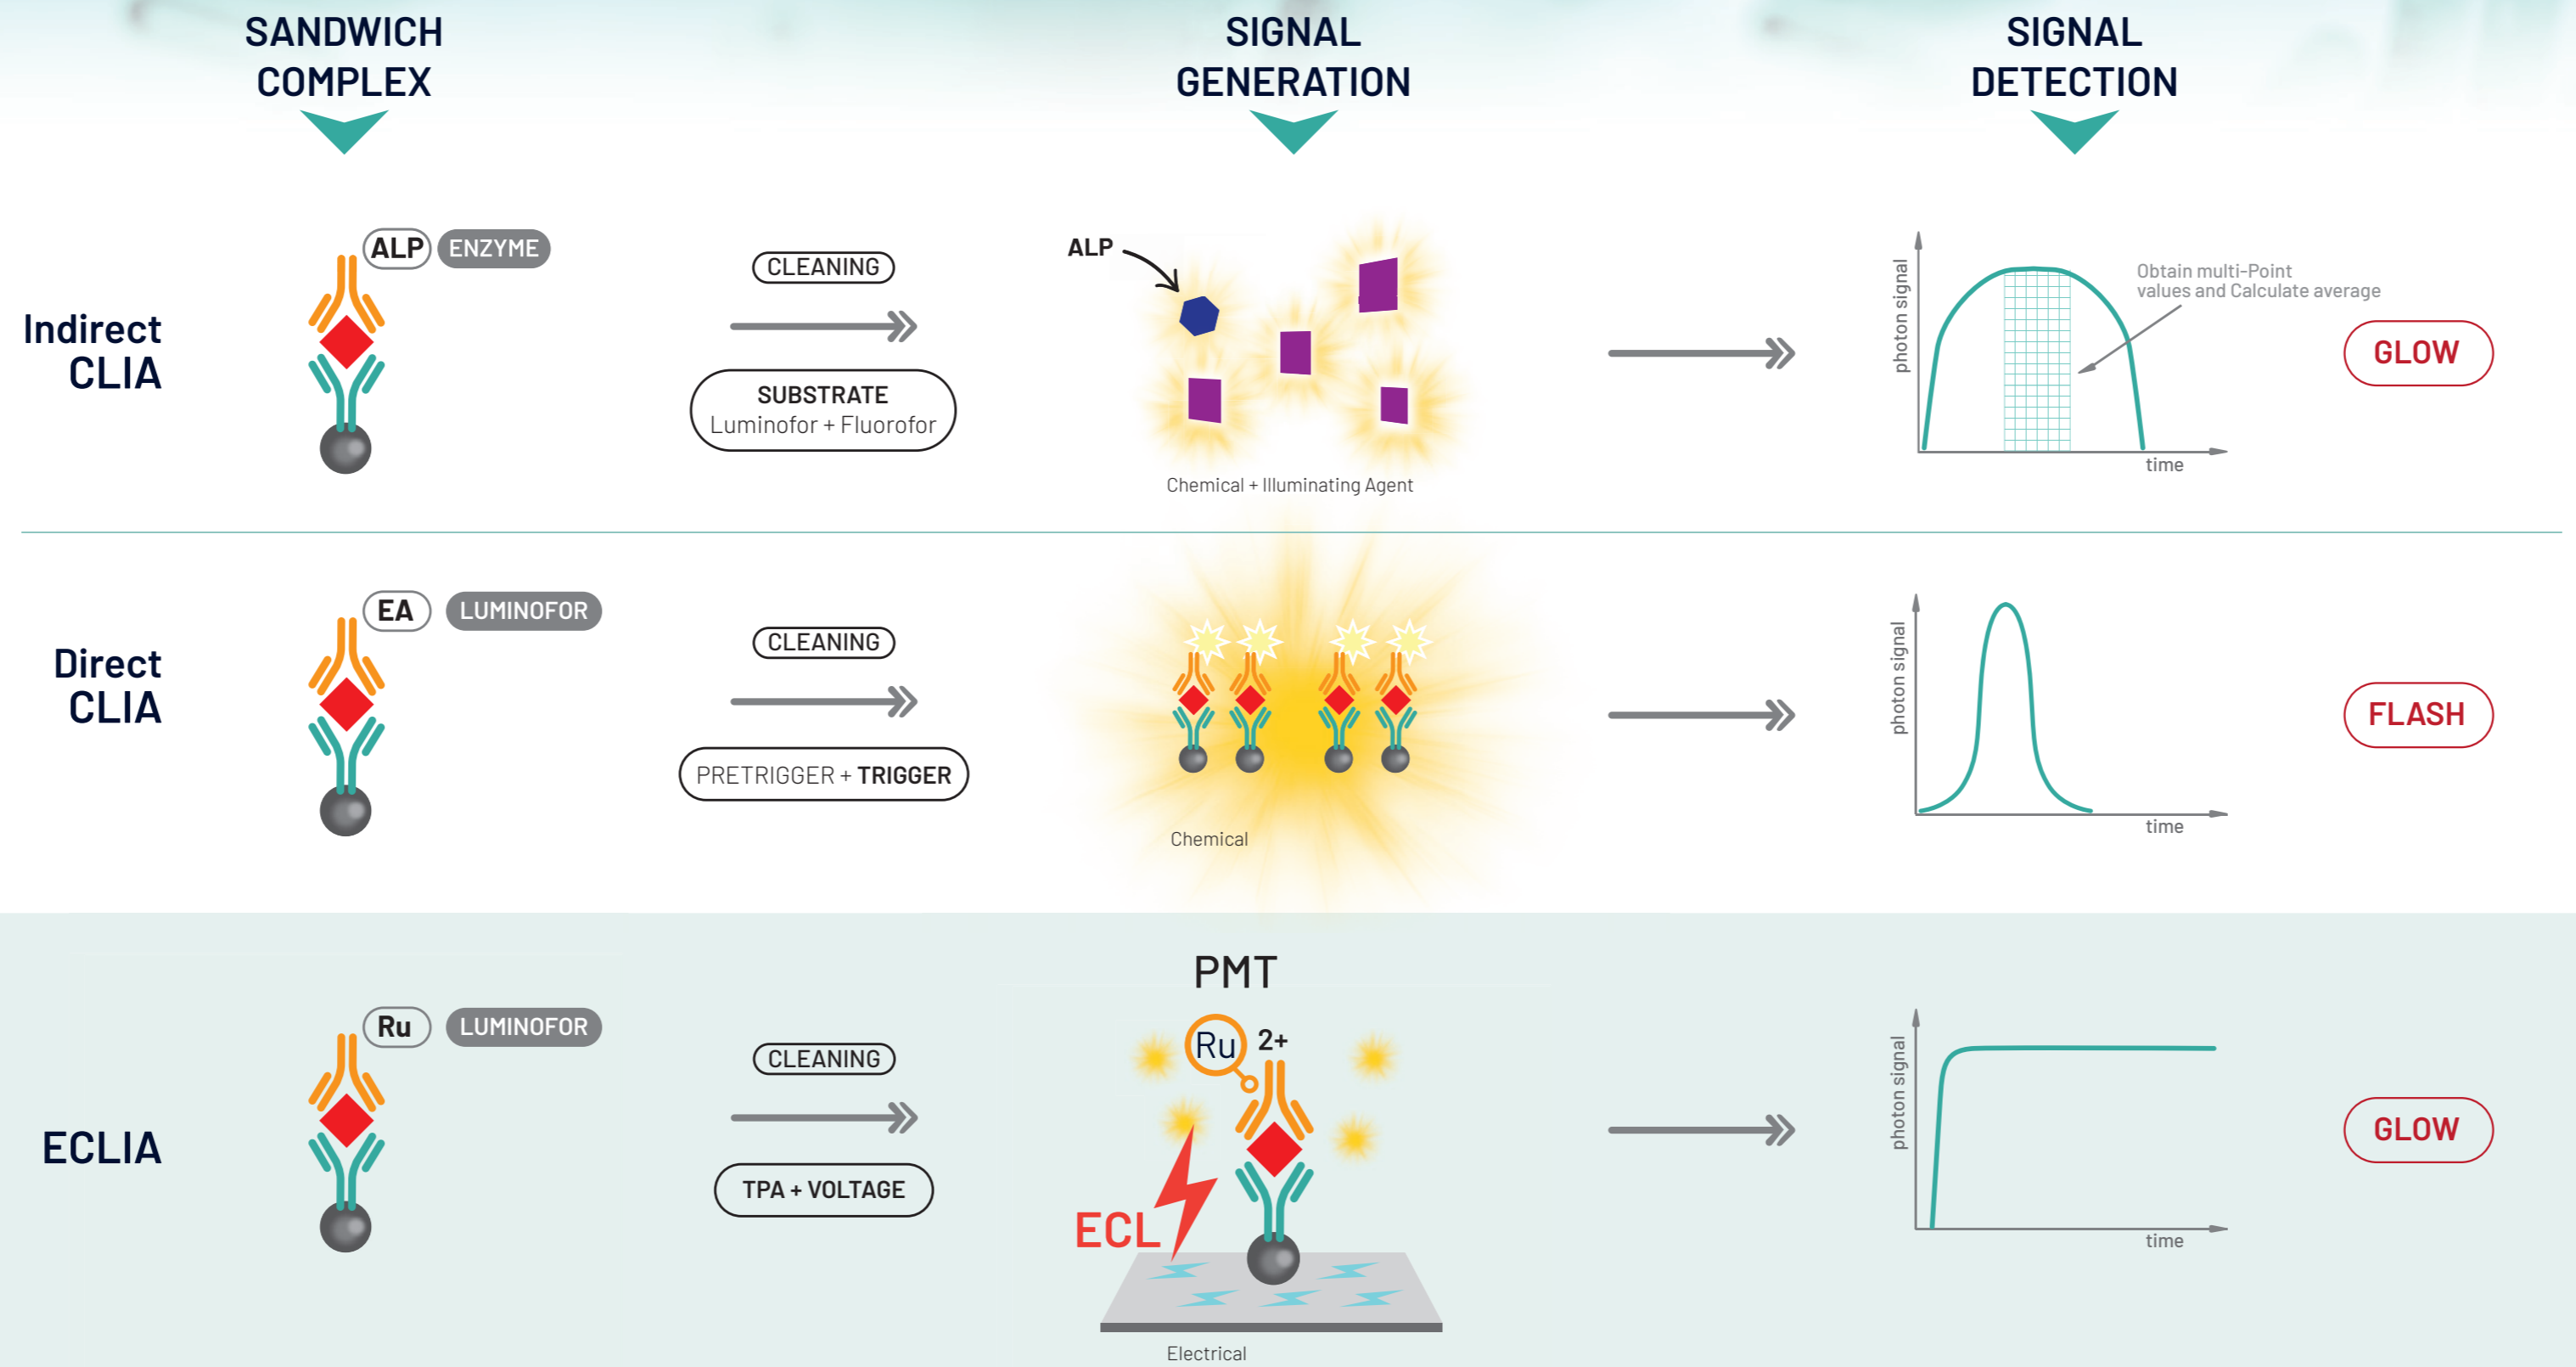 SANDWICH
COMPLEX
SIGNAL
GENERATION
SIGNAL
DETECTION
Indirect
CLIA
ALP ENZYME
CLEANING
SUBSTRATE
Luminofor + Fluorofor
ALP
Chemical + Illuminating Agent
photon signal
Obtain multi-Point
values and Calculate average
time
GLOW
Direct
CLIA
EA LUMINOFOR
CLEANING
PRETRIGGER + TRIGGER
Chemical
photon signal
time
FLASH
ECLIA
Ru LUMINOFOR
CLEANING
TPA + VOLTAGE
PMT
Ru 2+
ECL
Electrical
photon signal
time
GLOW